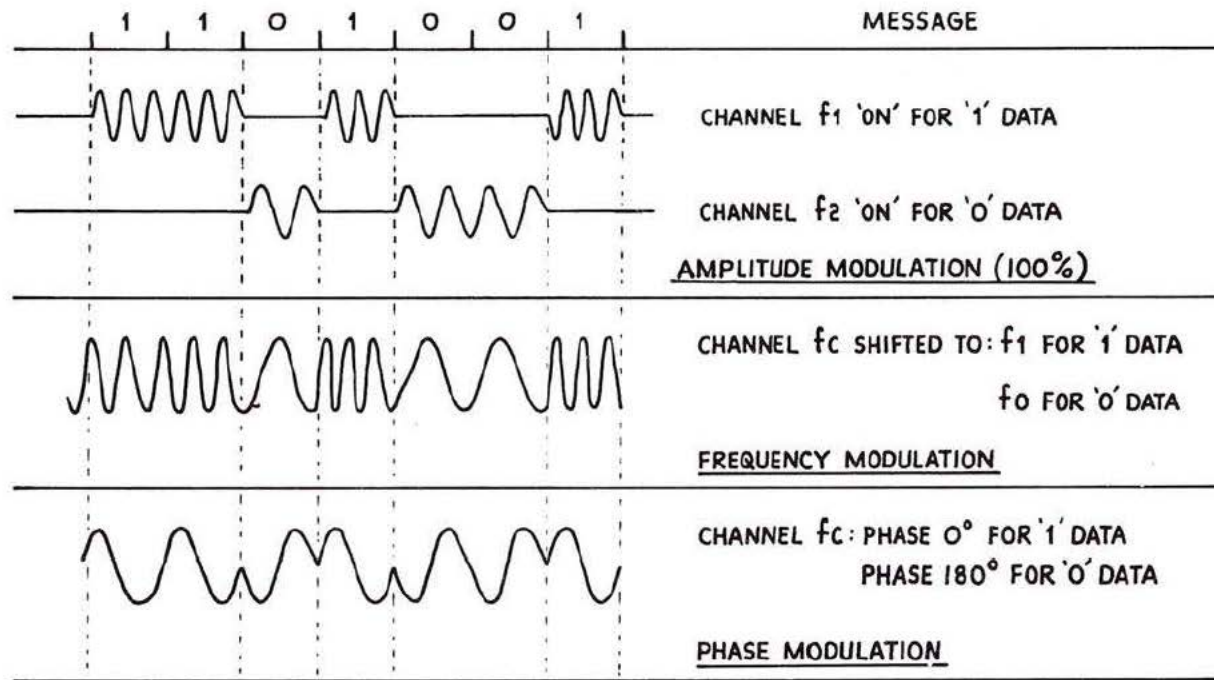 1 1 0 1 0 0 1 MESSAGE
CHANNEL f1 'ON' FOR '1' DATA
CHANNEL f2 'ON' FOR '0' DATA
AMPLITUDE MODULATION (100%)
CHANNEL fc SHIFTED TO: f1 FOR '1' DATA
f0 FOR '0' DATA
FREQUENCY MODULATION
CHANNEL fc: PHASE 0° FOR '1' DATA
PHASE 180° FOR '0' DATA
PHASE MODULATION